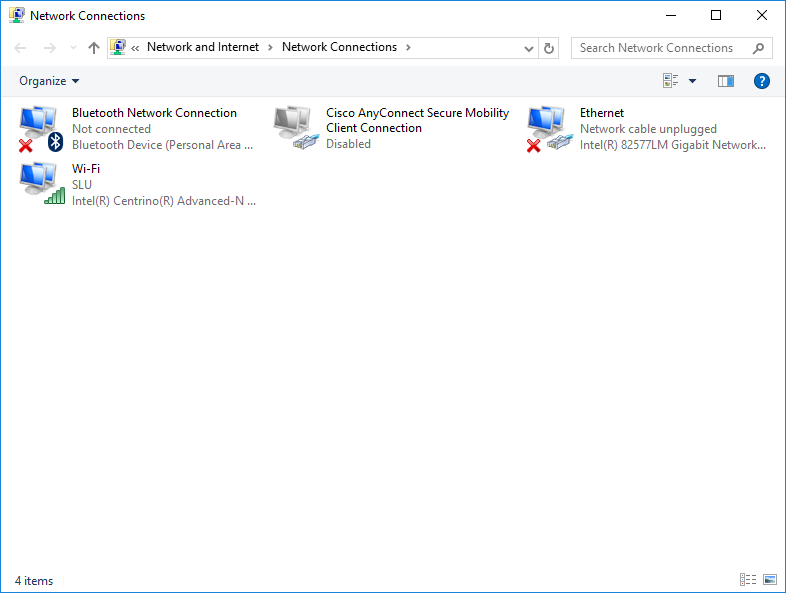 Network Connections
« Network and Internet › Network Connections ›
Search Network Connections
Organize
Bluetooth Network Connection
Not connected
Bluetooth Device (Personal Area ...
Cisco AnyConnect Secure Mobility
Client Connection
Disabled
Ethernet
Network cable unplugged
Intel(R) 82577LM Gigabit Network...
Wi-Fi
SLU
Intel(R) Centrino(R) Advanced-N ...
4 items